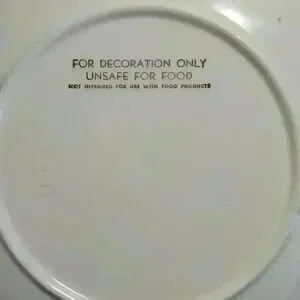 FOR DECORATION ONLY
UNSAFE FOR FOOD
NOT INTENDED FOR USE WITH FOOD PRODUCTS